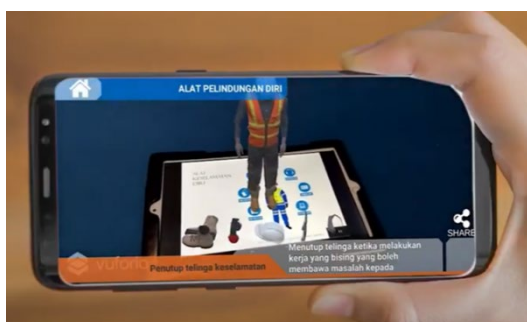 ALAT PELINDUNGAN DIRI
SHARE
vuforia
Penutup telinga keselamatan
Menutup telinga ketika melakukan
kerja yang bising yang boleh
membawa masalah kepada